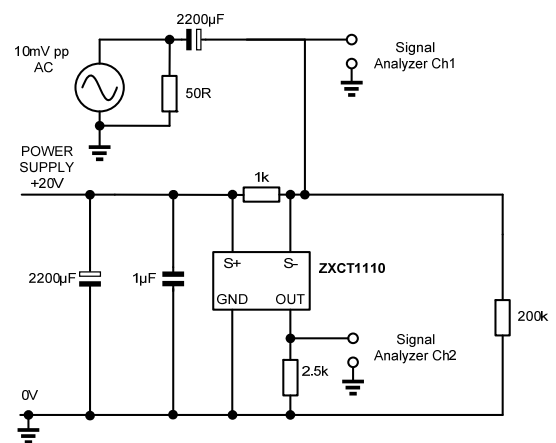 2200µF
10mV pp
AC
50R
Signal
Analyzer Ch1
POWER
SUPPLY
+20V
1k
S+
S-
ZXCT1110
2200µF
1µF
GND
OUT
200k
Signal
Analyzer Ch2
2.5k
0V